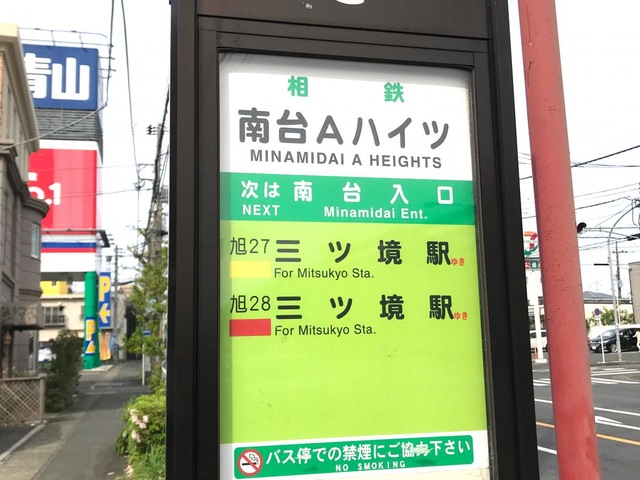 青山
.1
P
P
相鉄
南台Aハイツ
MINAMIDAI A HEIGHTS
次は 南台入口
NEXT Minamidai Ent.
旭27 三ツ境駅ゆき
For Mitsukyo Sta.
旭28 三ツ境駅ゆき
For Mitsukyo Sta.
バス停での禁煙にご協力下さい
NO SMOKING